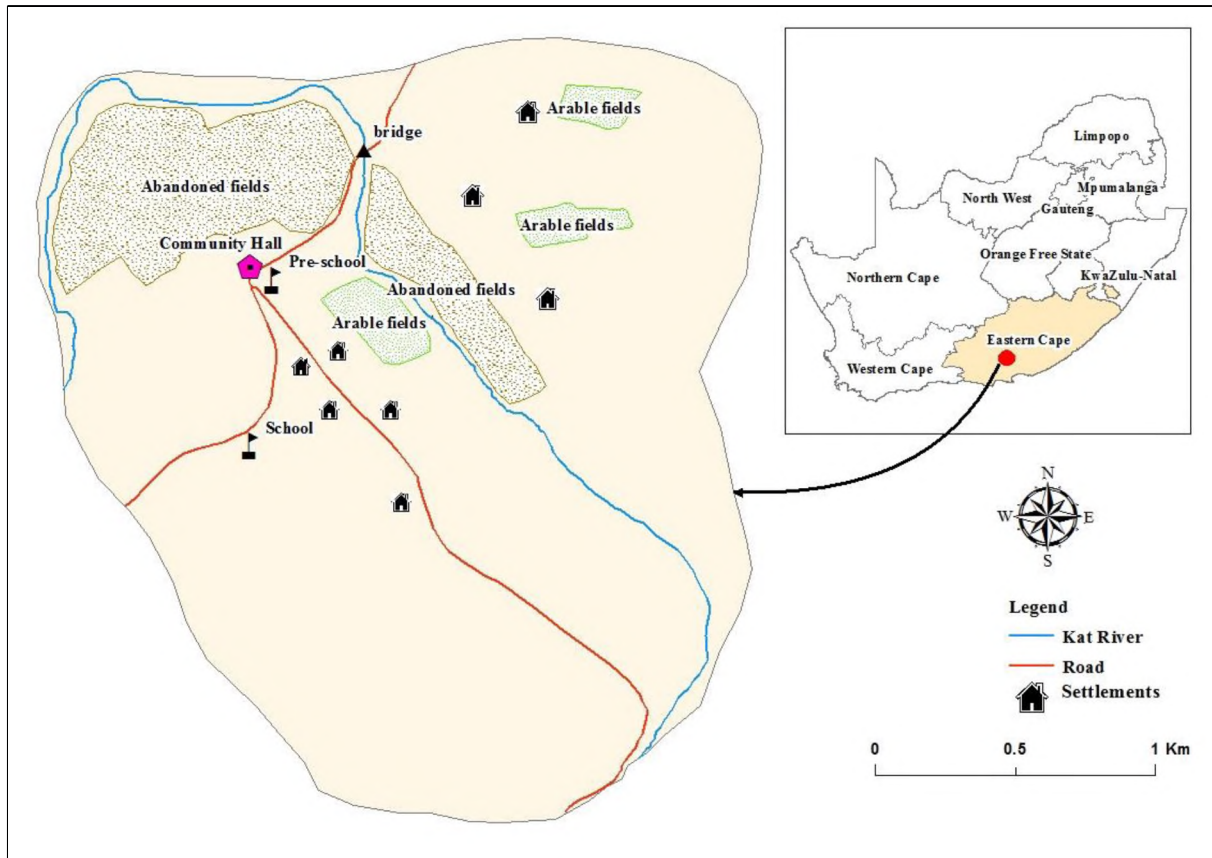 bridge
Arable fields
Abandoned fields
Arable fields
Community Hall
Pre-school
Abandoned fields
Arable fields
School
Limpopo
North West
Mpumalanga
Gauteng
Orange Free State
KwaZulu-Natal
Northern Cape
Eastern Cape
Western Cape
N
W
E
S
Legend
Kat River
Road
Settlements
0 0.5 1 Km